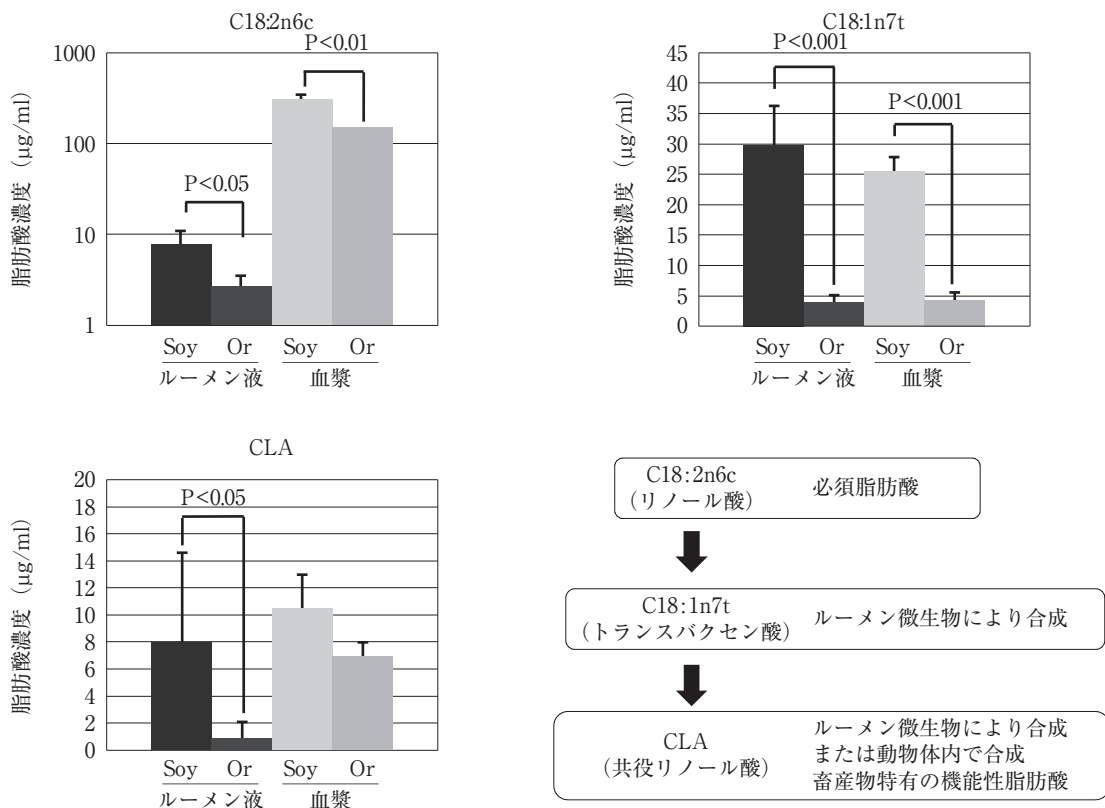 C18:2n6c
1000
100
10
1
脂肪酸濃度（μg/ml）
P<0.05
P<0.01
Soy Or Soy Or
ルーメン液 血漿
C18:1n7t
45
40
35
30
25
20
15
10
5
0
脂肪酸濃度（μg/ml）
P<0.001
P<0.001
Soy Or Soy Or
ルーメン液 血漿
CLA
20
18
16
14
12
10
8
6
4
2
0
脂肪酸濃度（μg/ml）
P<0.05
Soy Or Soy Or
ルーメン液 血漿
C18:2n6c
（リノール酸）
必須脂肪酸
C18:1n7t
（トランスバクセン酸）
ルーメン微生物により合成
CLA
（共役リノール酸）
ルーメン微生物により合成
または動物体内で合成
畜産物特有の機能性脂肪酸